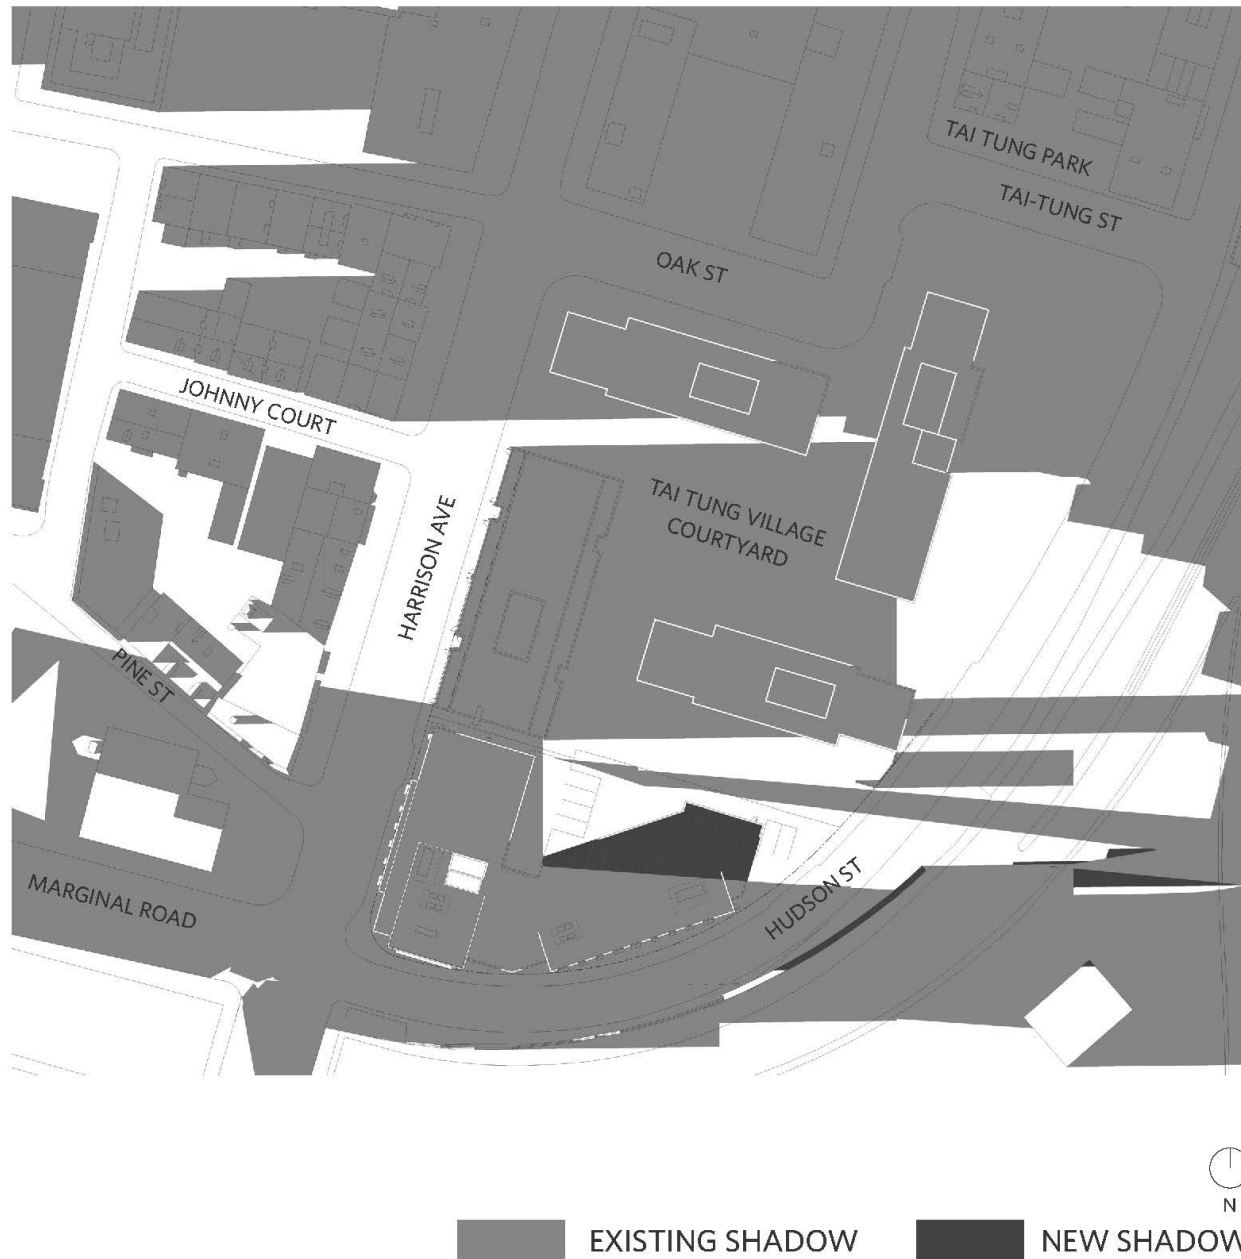 TAI TUNG PARK
TAI-TUNG ST
OAK ST
JOHNNY COURT
HARRISON AVE
TAI TUNG VILLAGE
COURTYARD
PINE ST
MARGINAL ROAD
HUDSON ST
N
EXISTING SHADOW
NEW SHADOW